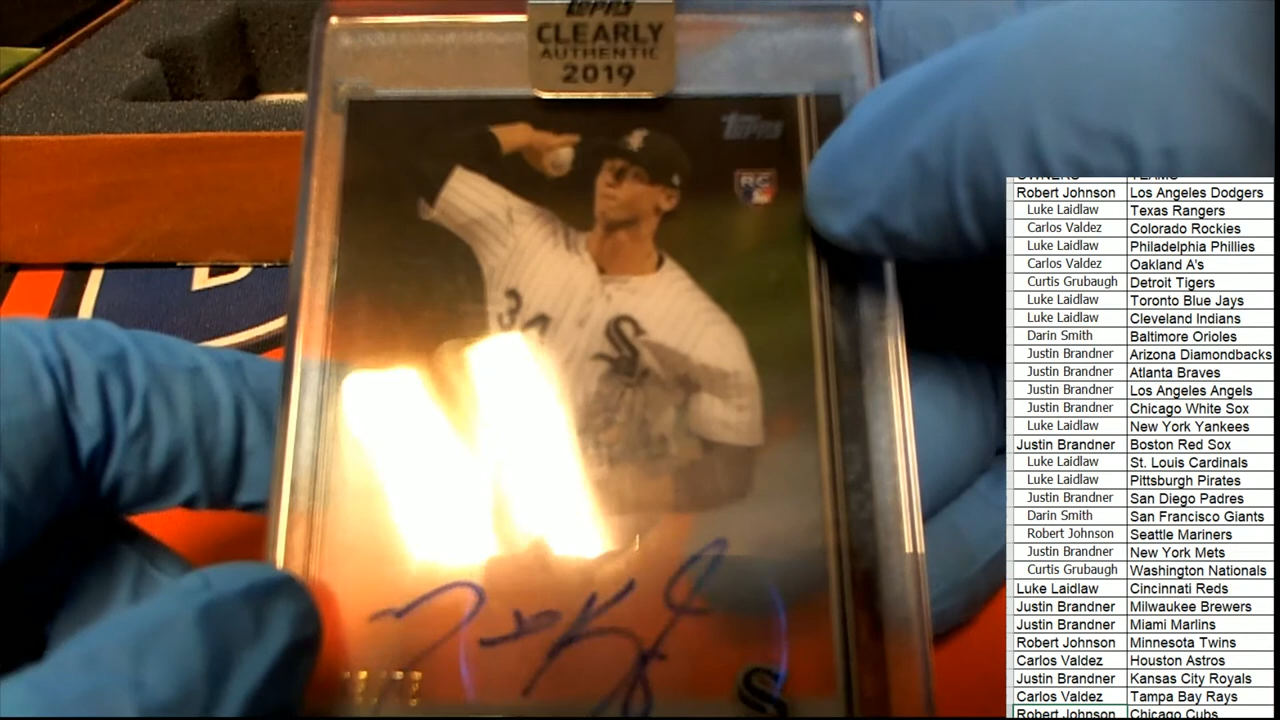 Topps
CLEARLY
AUTHENTIC
2019
Topps
RC
34
S
OWNERS TEAMS
Robert Johnson Los Angeles Dodgers
Luke Laidlaw Texas Rangers
Carlos Valdez Colorado Rockies
Luke Laidlaw Philadelphia Phillies
Carlos Valdez Oakland A's
Curtis Grubaugh Detroit Tigers
Luke Laidlaw Toronto Blue Jays
Luke Laidlaw Cleveland Indians
Darin Smith Baltimore Orioles
Justin Brandner Arizona Diamondbacks
Justin Brandner Atlanta Braves
Justin Brandner Los Angeles Angels
Justin Brandner Chicago White Sox
Luke Laidlaw New York Yankees
Justin Brandner Boston Red Sox
Luke Laidlaw St. Louis Cardinals
Luke Laidlaw Pittsburgh Pirates
Justin Brandner San Diego Padres
Darin Smith San Francisco Giants
Robert Johnson Seattle Mariners
Justin Brandner New York Mets
Curtis Grubaugh Washington Nationals
Luke Laidlaw Cincinnati Reds
Justin Brandner Milwaukee Brewers
Justin Brandner Miami Marlins
Robert Johnson Minnesota Twins
Carlos Valdez Houston Astros
Justin Brandner Kansas City Royals
Carlos Valdez Tampa Bay Rays
Robert Johnson Chicago Cubs